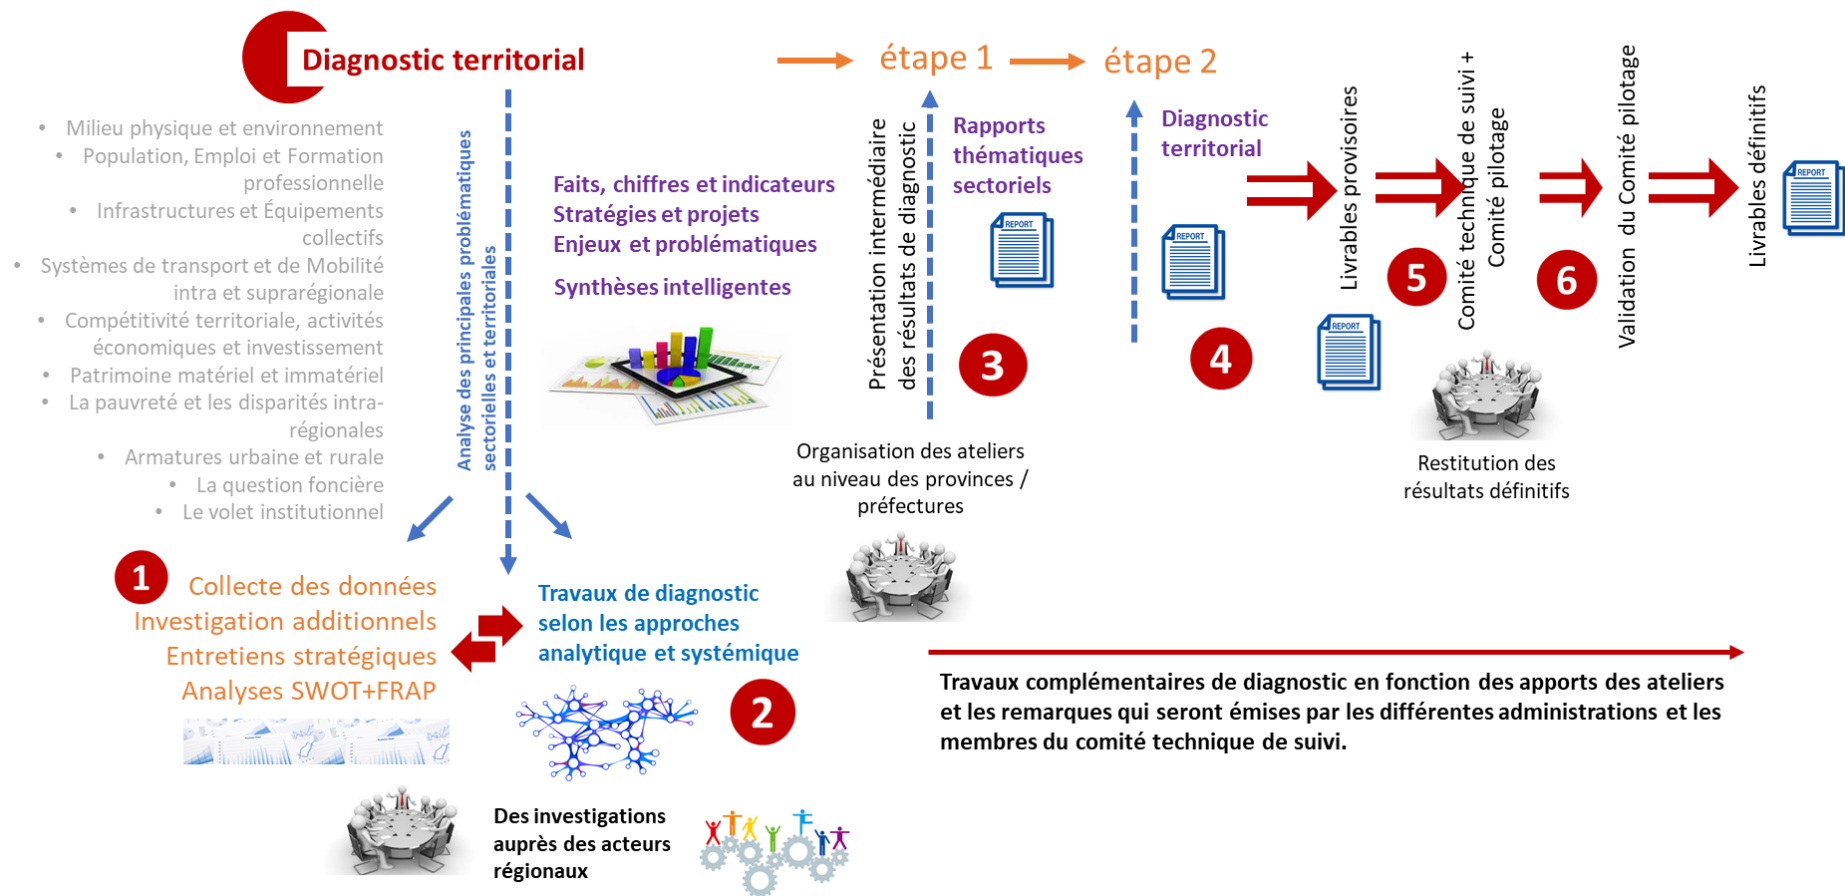 Diagnostic territorial
étape 1
étape 2
• Milieu physique et environnement
• Population, Emploi et Formation
professionnelle
• Infrastructures et Équipements
collectifs
• Systèmes de transport et de Mobilité
intra et suprarégionale
• Compétitivité territoriale, activités
économiques et investissement
• Patrimoine matériel et immatériel
• La pauvreté et les disparités intra-
régionales
• Armatures urbaine et rurale
• La question foncière
• Le volet institutionnel
Analyse des principales problématiques
sectorielles et territoriales
Faits, chiffres et indicateurs
Stratégies et projets
Enjeux et problématiques
Synthèses intelligentes
Présentation intermédiaire
des résultats de diagnostic
Rapports
thématiques
sectoriels
REPORT
3
Organisation des ateliers
au niveau des provinces /
préfectures
Diagnostic
territorial
REPORT
4
Livrables provisoires
REPORT
5
Comité technique de suivi +
Comité pilotage
Restitution des
résultats définitifs
6
Validation du Comité pilotage
Livrables définitifs
REPORT
1
Collecte des données
Investigation additionnels
Entretiens stratégiques
Analyses SWOT+FRAP
Travaux de diagnostic
selon les approches
analytique et systémique
2
Des investigations
auprès des acteurs
régionaux
Travaux complémentaires de diagnostic en fonction des apports des ateliers
et les remarques qui seront émises par les différentes administrations et les
membres du comité technique de suivi.